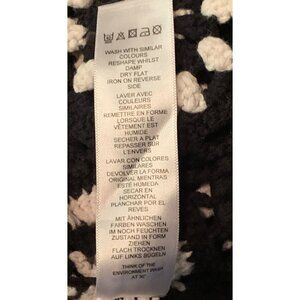 WASH WITH SIMILAR
COLOURS
RESHAPE WHILST
DAMP
DRY FLAT
IRON ON REVERSE
SIDE
LAVER AVEC
COULEURS
SIMILAIRES
REMETTRE EN FORME
LORSQUE LE
VÊTEMENT EST
HUMIDE
SECHER A PLAT
REPASSER SUR
L'ENVERS
LAVAR CON COLORES
SIMILARES
DEVOLVER LA FORMA
ORIGINAL MIENTRAS
ESTÉ HUMEDA
SECAR EN
HORIZONTAL
PLANCHAR POR EL
REVES
MIT ÄHNLICHEN
FARBEN WASCHEN
IM NOCH FEUCHTEN
ZUSTAND IN FORM
ZIEHEN
FLACH TROCKNEN
AUF LINKS BÜGELN
THINK OF THE
ENVIRONMENT WASH
AT 30°